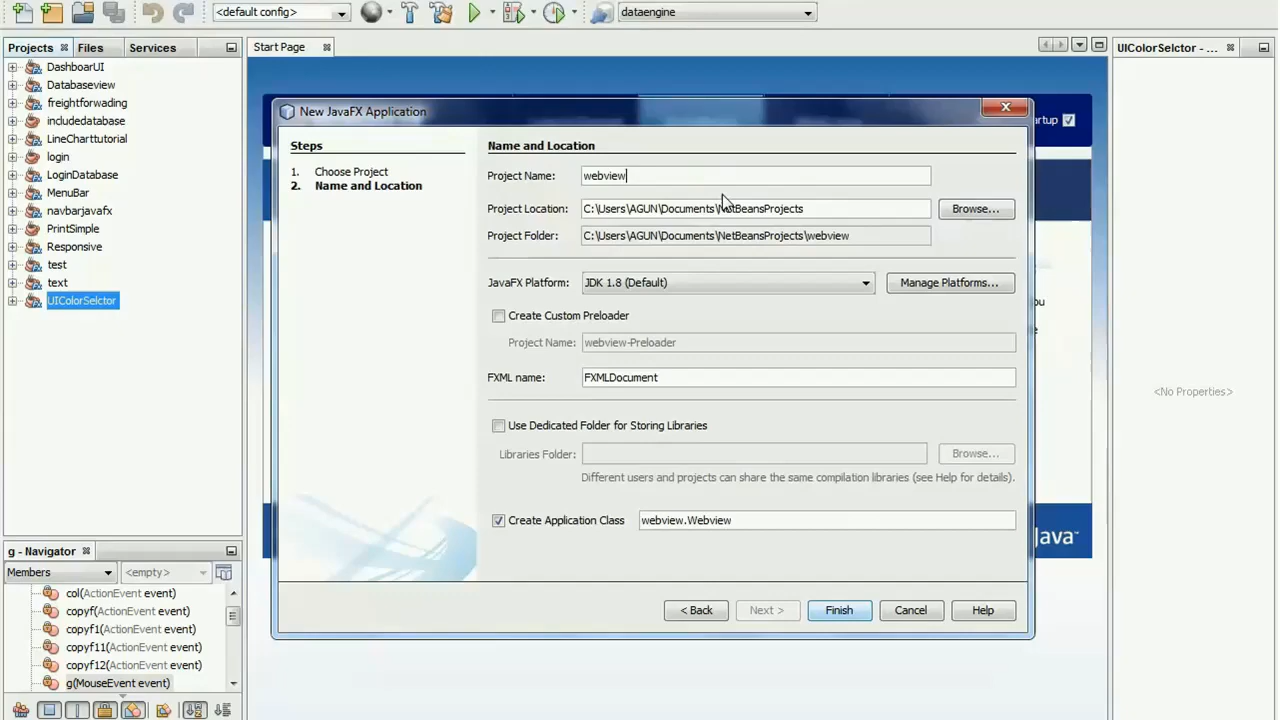 <default config>
dataengine
Projects
Files
Services
Start Page
UIColorSelctor - ...
DashboarUI
Databaseview
freightforwading
includedatabase
LineCharttutorial
login
LoginDatabase
MenuBar
navbarjavafx
PrintSimple
Responsive
test
text
UIColorSelctor
New JavaFX Application
Steps
1. Choose Project
2. Name and Location
Name and Location
Project Name: webview
Project Location: C:\Users\AGUN\Documents\NetBeansProjects Browse...
Project Folder: C:\Users\AGUN\Documents\NetBeansProjects\webview
JavaFX Platform: JDK 1.8 (Default) Manage Platforms...
Create Custom Preloader
Project Name: webview-Preloader
FXML name: FXMLDocument
Use Dedicated Folder for Storing Libraries
Libraries Folder: Browse...
Different users and projects can share the same compilation libraries (see Help for details).
Create Application Class webview.Webview
< Back Next > Finish Cancel Help
<No Properties>
Java™
g - Navigator
Members
<empty>
col(ActionEvent event)
copyf(ActionEvent event)
copyf1(ActionEvent event)
copyf11(ActionEvent event)
copyf12(ActionEvent event)
g(MouseEvent event)